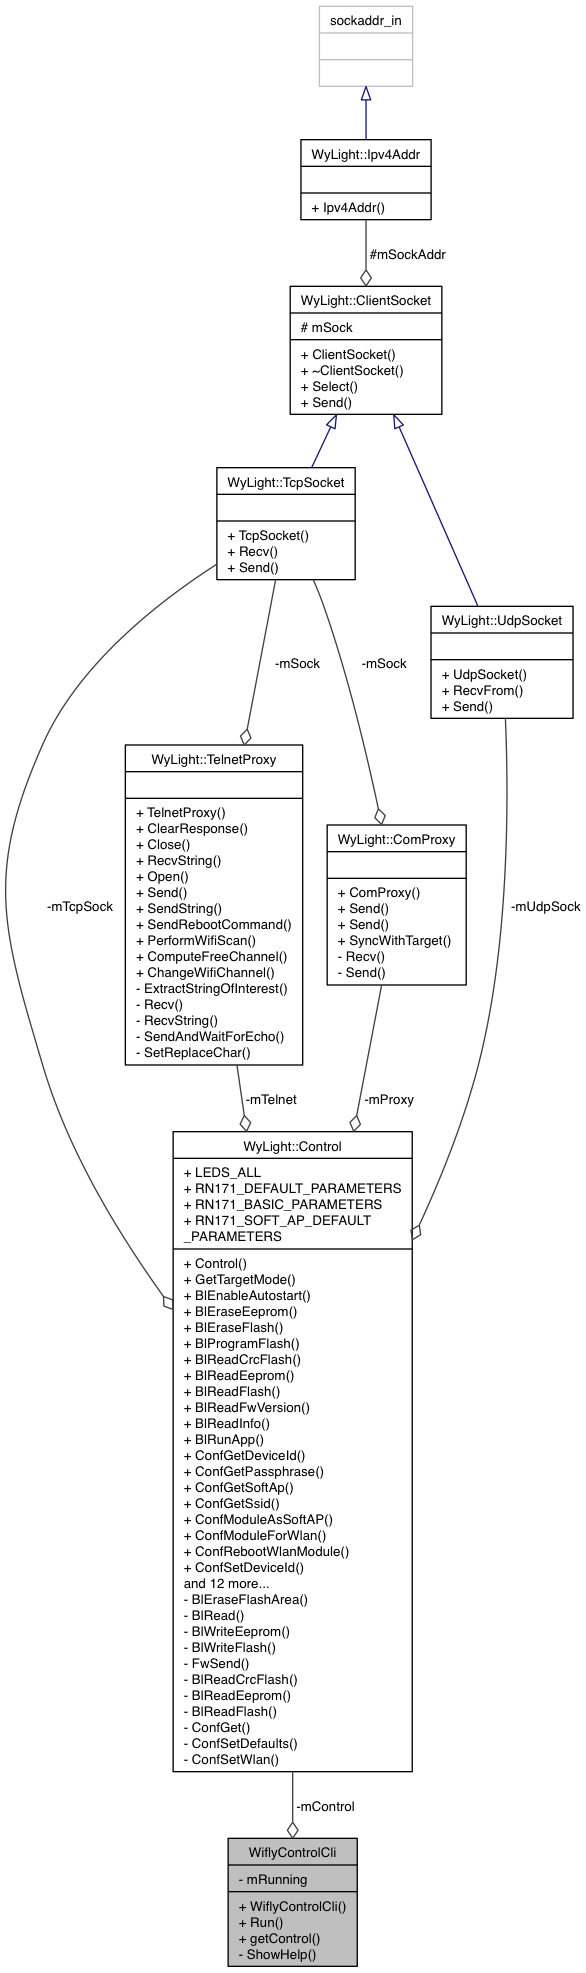 sockaddr_in
WyLight::Ipv4Addr
+ Ipv4Addr()
#mSockAddr
WyLight::ClientSocket
# mSock
+ ClientSocket()
+ ~ClientSocket()
+ Select()
+ Send()
WyLight::TcpSocket
+ TcpSocket()
+ Recv()
+ Send()
WyLight::UdpSocket
+ UdpSocket()
+ RecvFrom()
+ Send()
-mSock
-mSock
WyLight::TelnetProxy
+ TelnetProxy()
+ ClearResponse()
+ Close()
+ RecvString()
+ Open()
+ Send()
+ SendString()
+ SendRebootCommand()
+ PerformWifiScan()
+ ComputeFreeChannel()
+ ChangeWifiChannel()
- ExtractStringOfInterest()
- Recv()
- RecvString()
- SendAndWaitForEcho()
- SetReplaceChar()
WyLight::ComProxy
+ ComProxy()
+ Send()
+ Send()
+ SyncWithTarget()
- Recv()
- Send()
-mTcpSock
-mUdpSock
-mTelnet
-mProxy
WyLight::Control
+ LEDS_ALL
+ RN171_DEFAULT_PARAMETERS
+ RN171_BASIC_PARAMETERS
+ RN171_SOFT_AP_DEFAULT
_PARAMETERS
+ Control()
+ GetTargetMode()
+ BlEnableAutostart()
+ BlEraseEeprom()
+ BlEraseFlash()
+ BlProgramFlash()
+ BlReadCrcFlash()
+ BlReadEeprom()
+ BlReadFlash()
+ BlReadFwVersion()
+ BlReadInfo()
+ BlRunApp()
+ ConfGetDeviceId()
+ ConfGetPassphrase()
+ ConfGetSoftAp()
+ ConfGetSsid()
+ ConfModuleAsSoftAP()
+ ConfModuleForWlan()
+ ConfRebootWlanModule()
+ ConfSetDeviceId()
and 12 more...
- BlEraseFlashArea()
- BlRead()
- BlWriteEeprom()
- BlWriteFlash()
- FwSend()
- BlReadCrcFlash()
- BlReadEeprom()
- BlReadFlash()
- ConfGet()
- ConfSetDefaults()
- ConfSetWlan()
-mControl
WiflyControlCli
- mRunning
+ WiflyControlCli()
+ Run()
+ getControl()
- ShowHelp()